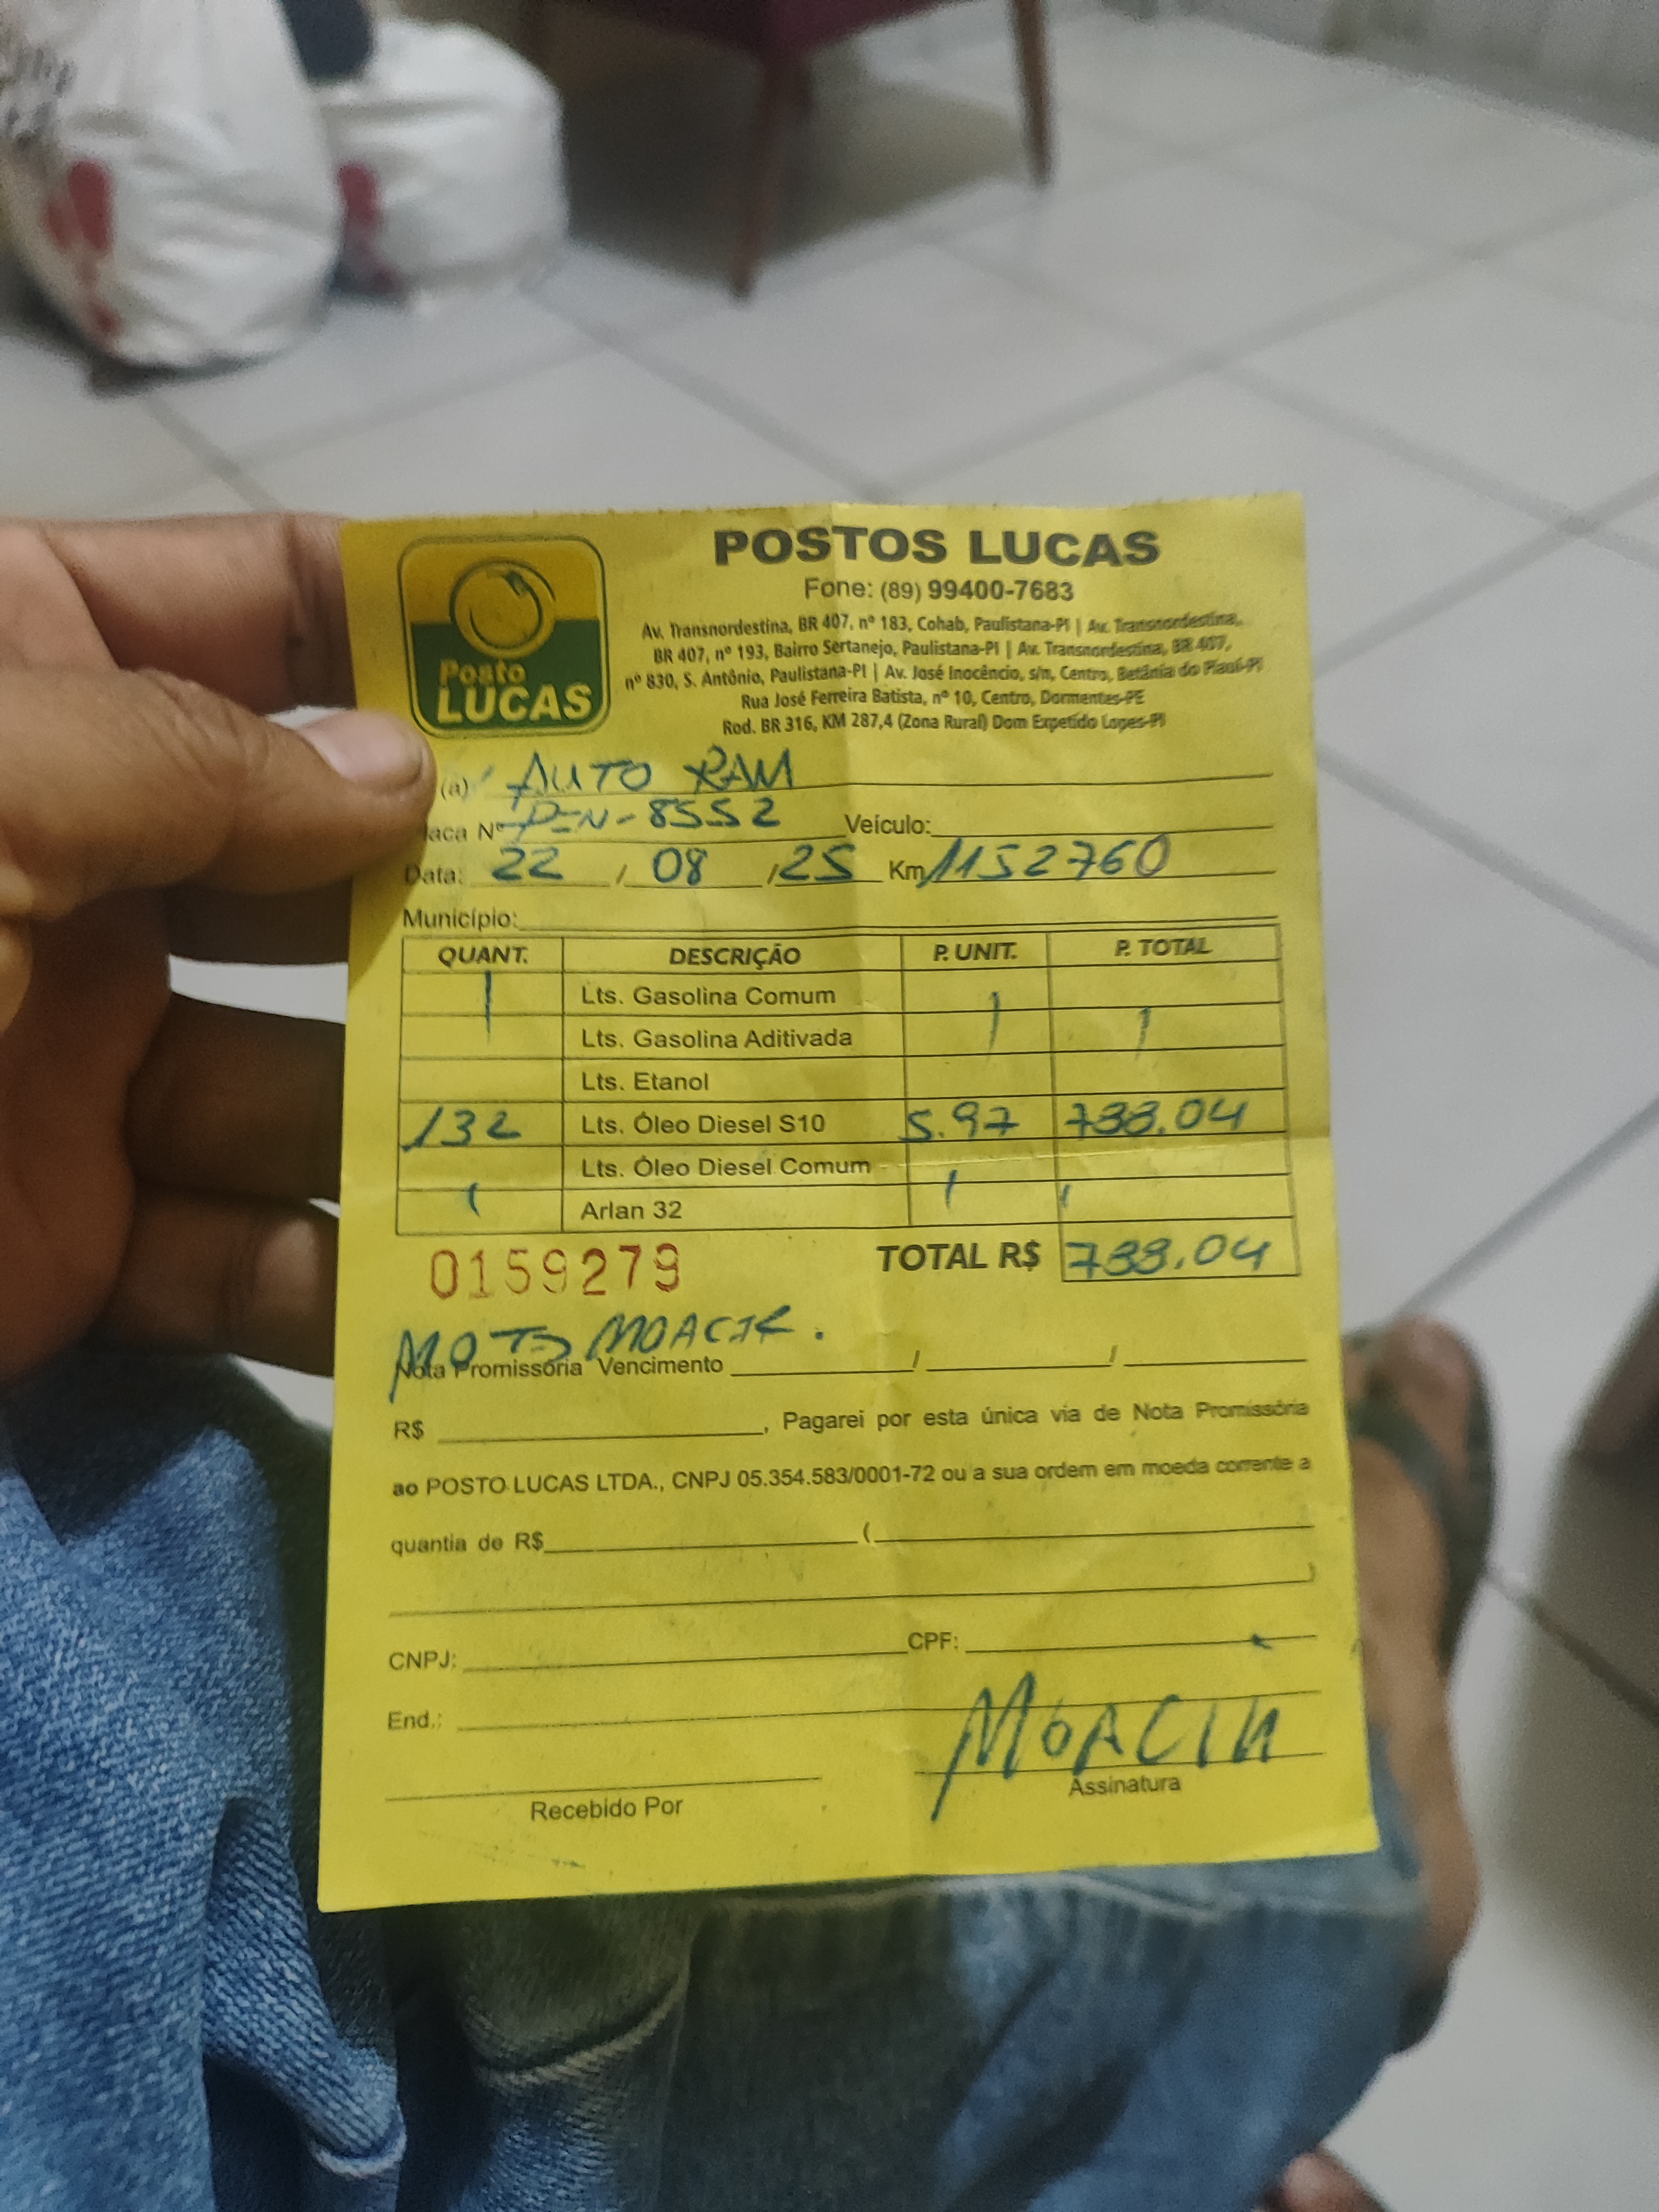 POSTOS LUCAS
Fone: (89) 99400-7683
Av. Transnordestina, BR 407, nº 183, Cohab, Paulistana-PI | Av. Transnordestina,
BR 407, nº 193, Bairro Sertanejo, Paulistana-PI | Av. Transnordestina, BR 407,
nº 830, S. Antônio, Paulistana-PI | Av. José Inocêncio, s/n, Centro, Betânia do Piauí-PI
Rua José Ferreira Batista, nº 10, Centro, Dormentes-PE
Rod. BR 316, KM 287,4 (Zona Rural) Dom Expetido Lopes-PI
Posto
LUCAS
(a) AUTO RAM
laca Nº 8552 Veículo:
Data: 22 / 08 / 25 Km 1152760
Município:
QUANT. DESCRIÇÃO P. UNIT. P. TOTAL
Lts. Gasolina Comum
Lts. Gasolina Aditivada
Lts. Etanol
132 Lts. Óleo Diesel S10 5.97 788.04
Lts. Óleo Diesel Comum
Arlan 32
0159279 TOTAL R$ 788.04
MOACIR.
Nota Promissória Vencimento / /
R$ , Pagarei por esta única via de Nota Promissória
ao POSTO LUCAS LTDA., CNPJ 05.354.583/0001-72 ou a sua ordem em moeda corrente a
quantia de R$ (
)
CNPJ: CPF:
End.:
MOACIR
Recebido Por Assinatura